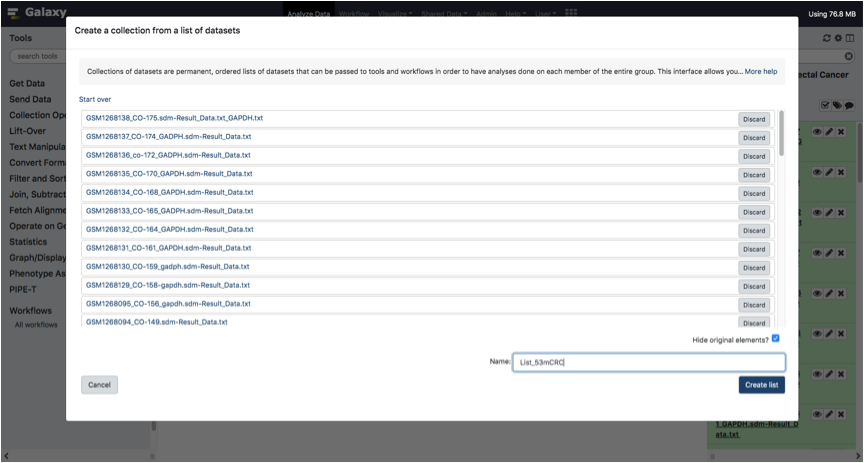 Galaxy
Analyze Data Workflow Visualize Shared Data Admin Help User
Using 76.8 MB
Tools
search tools
Get Data
Send Data
Collection Ope
Lift-Over
Text Manipula
Convert Forma
Filter and Sort
Join, Subtract
Fetch Alignme
Operate on Ge
Statistics
Graph/Display
Phenotype As
PIPE-T
Workflows
All workflows
Create a collection from a list of datasets
Collections of datasets are permanent, ordered lists of datasets that can be passed to tools and workflows in order to have analyses done on each member of the entire group. This interface allows you... More help
Start over
GSM1268138_CO-175.sdm-Result_Data.txt_GAPDH.txt Discard
GSM1268137_CO-174_GADPH.sdm-Result_Data.txt Discard
GSM1268136_co-172_GADPH.sdm-Result_Data.txt Discard
GSM1268135_CO-170_GAPDH.sdm-Result_Data.txt Discard
GSM1268134_CO-168_GAPDH.sdm-Result_Data.txt Discard
GSM1268133_CO-165_GADPH.sdm-Result_Data.txt Discard
GSM1268132_CO-164_GAPDH.sdm-Result_Data.txt Discard
GSM1268131_CO-161_GAPDH.sdm-Result_Data.txt Discard
GSM1268130_CO-159_gadph.sdm-Result_Data.txt Discard
GSM1268129_CO-158-gapdh.sdm-Result_Data.txt Discard
GSM1268095_CO-156_gapdh.sdm-Result_Data.txt Discard
GSM1268094_CO-149.sdm-Result_Data.txt Discard
Hide original elements?
Name: List_53mCRC
Cancel
Create list
ectal Cancer
1_GAPDH.sdm-Result_D
ata.txt